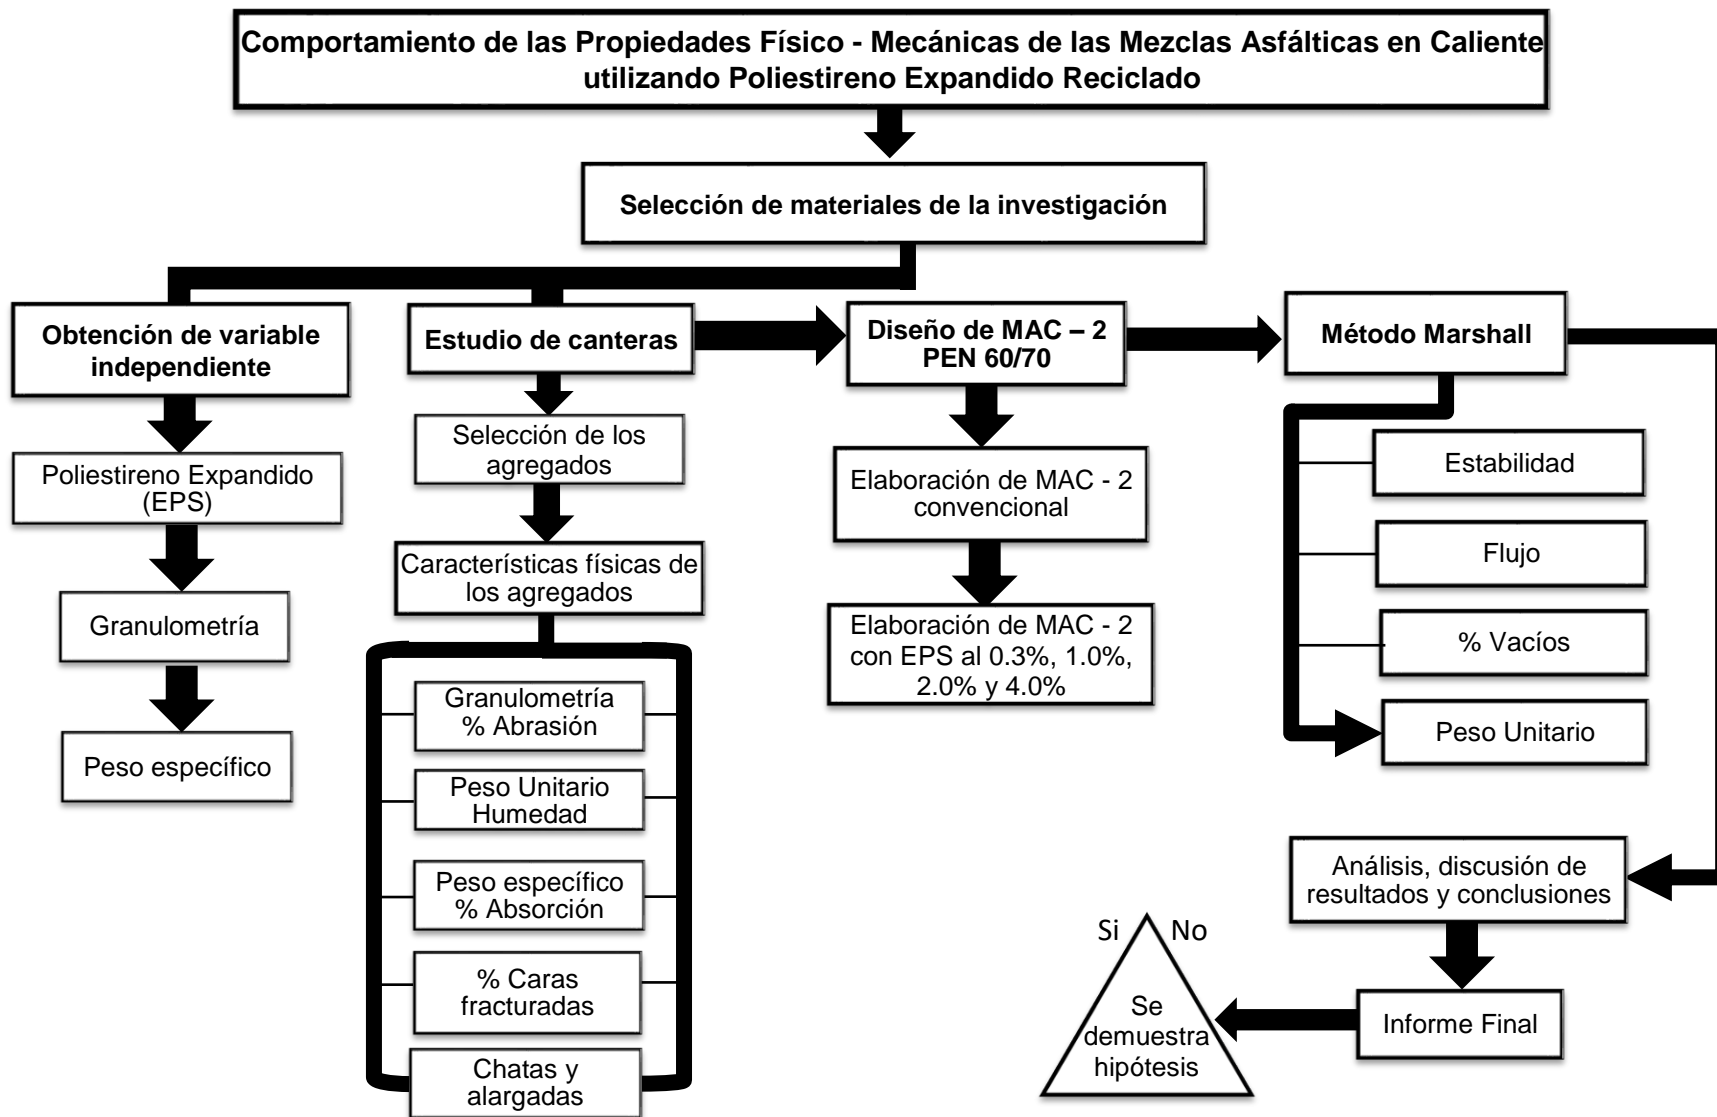 Comportamiento de las Propiedades Físico - Mecánicas de las Mezclas Asfálticas en Caliente
utilizando Poliestireno Expandido Reciclado
Selección de materiales de la investigación
Obtención de variable
independiente
Poliestireno Expandido
(EPS)
Granulometría
Peso específico
Estudio de canteras
Selección de los
agregados
Características físicas de
los agregados
Granulometría
% Abrasión
Peso Unitario
Humedad
Peso específico
% Absorción
% Caras
fracturadas
Chatas y
alargadas
Diseño de MAC – 2
PEN 60/70
Elaboración de MAC - 2
convencional
Elaboración de MAC - 2
con EPS al 0.3%, 1.0%,
2.0% y 4.0%
Método Marshall
Estabilidad
Flujo
% Vacíos
Peso Unitario
Análisis, discusión de
resultados y conclusiones
Informe Final
Si No
Se
demuestra
hipótesis